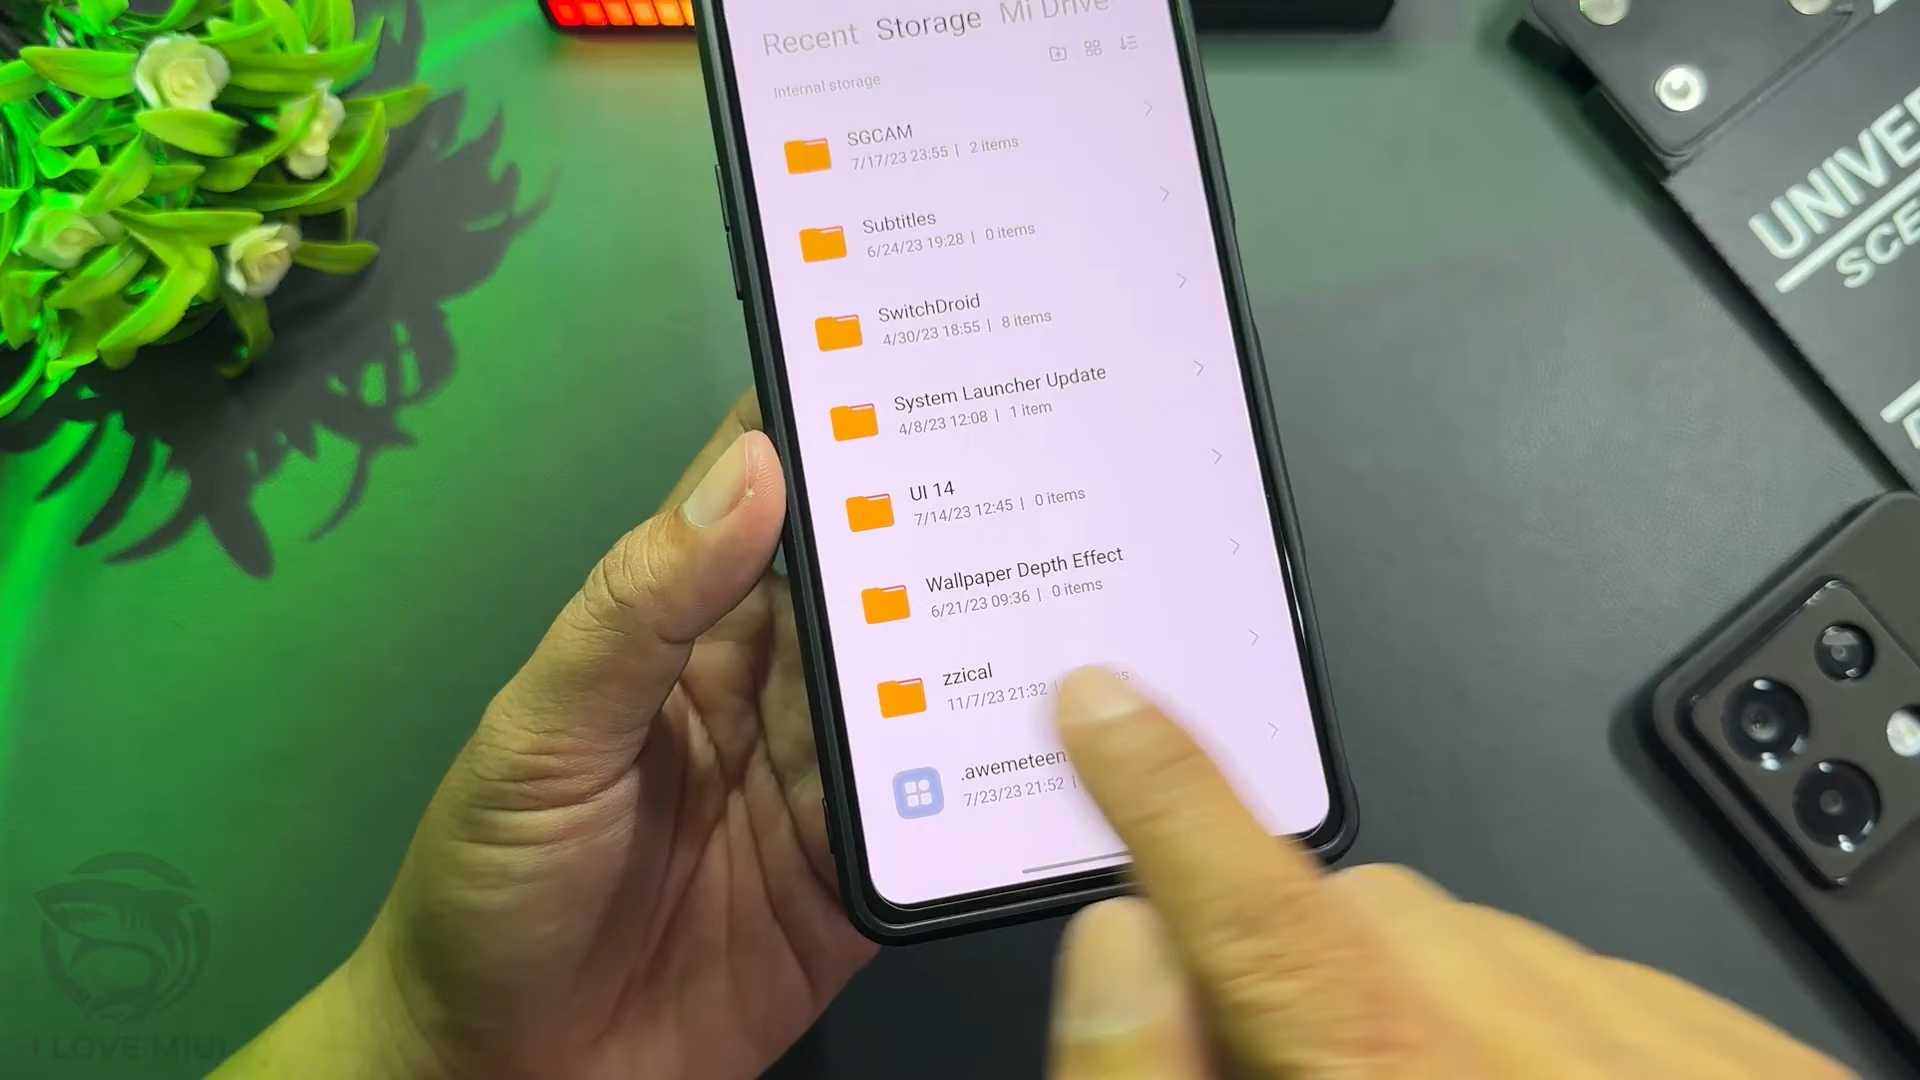 Recent Storage Mi Drive
Internal storage
SGCAM
7/17/23 23:55 | 2 items
Subtitles
6/24/23 19:28 | 0 items
SwitchDroid
4/30/23 18:55 | 8 items
System Launcher Update
4/8/23 12:08 | 1 item
UI 14
7/14/23 12:45 | 0 items
Wallpaper Depth Effect
6/21/23 09:36 | 0 items
zzical
11/7/23 21:32 |
.awemeteen.
7/23/23 21:52 |
UNIVE
SCE
I LOVE MIUI